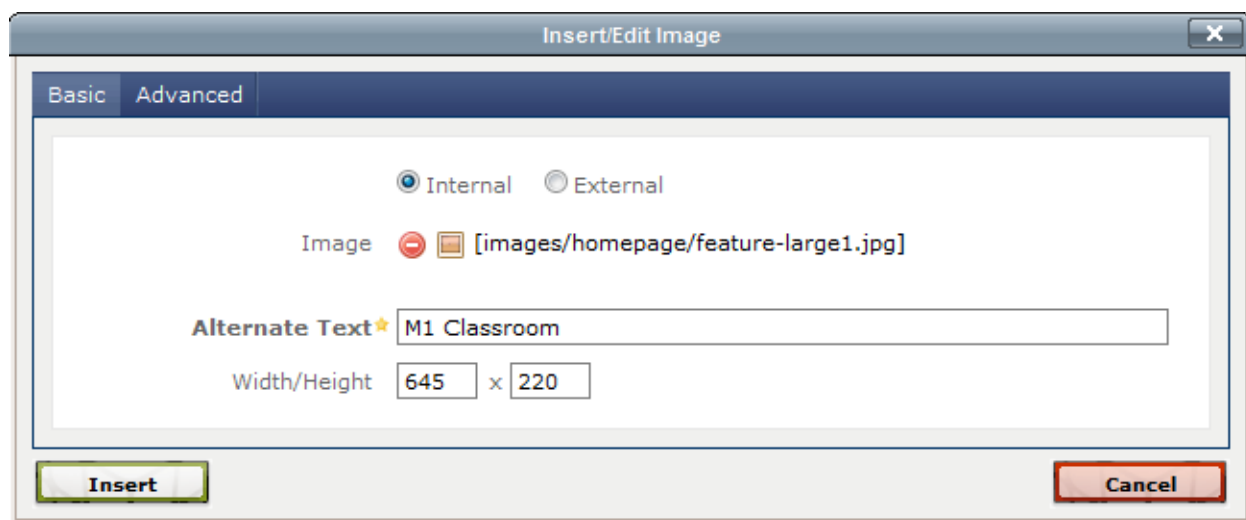 Insert/Edit Image
Basic Advanced
Internal External
Image [images/homepage/feature-large1.jpg]
Alternate Text M1 Classroom
Width/Height 645 x 220
Insert Cancel